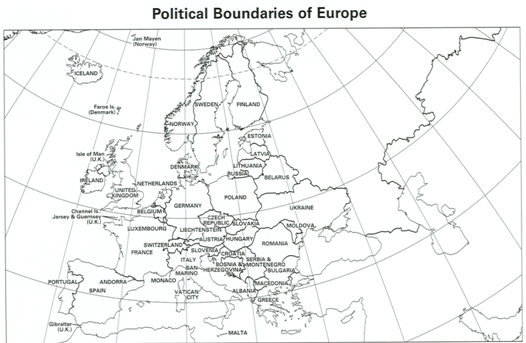 Political Boundaries of Europe
Jan Mayen
(Norway)
ICELAND
Faroe Is.
(Denmark)
SWEDEN
FINLAND
NORWAY
ESTONIA
LATVIA
LITHUANIA
RUSSIA
BELARUS
Isle of Man
(U.K.)
IRELAND
UNITED
KINGDOM
DENMARK
NETHERLANDS
POLAND
GERMANY
BELGIUM
Channel Is.
Jersey & Guernsey
(U.K.)
LUXEMBOURG
CZECH
REPUBLIC
SLOVAKIA
UKRAINE
MOLDOVA
LIECHTENSTEIN
AUSTRIA
HUNGARY
ROMANIA
SWITZERLAND
SLOVENIA
CROATIA
FRANCE
ITALY
SAN
MARINO
BOSNIA &
HERZEGOVINA
SERBIA &
MONTENEGRO
BULGARIA
MONACO
ANDORRA
PORTUGAL
SPAIN
VATICAN
CITY
ALBANIA
MACEDONIA
GREECE
Gibraltar
(U.K.)
MALTA